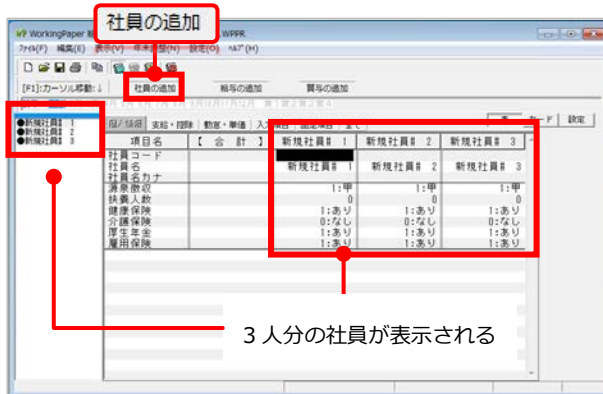 社員の追加
WorkingPaper
.WPPR
ﾌｧｲﾙ(F) 編集(E) 表示(V) 年末調整(N) 設定(O) ﾍﾙﾌﾟ(H)
[F1]:カーソル移動:↓ 社員の追加 給与の追加 賞与の追加
設定
●新規社員# 1
●新規社員# 2
●新規社員# 3
支給・控除 勤怠・単価
項目名 【 合 計 】 新規社員# 1 新規社員# 2 新規社員# 3
社員コード
社員名 新規社員# 1 新規社員# 2 新規社員# 3
社員名カナ
源泉徴収 1:甲 1:甲 1:甲
扶養人数 0 0 0
健康保険 1:あり 1:あり 1:あり
介護保険 0:なし 0:なし 0:なし
厚生年金 1:あり 1:あり 1:あり
雇用保険 1:あり 1:あり 1:あり
3人分の社員が表示される